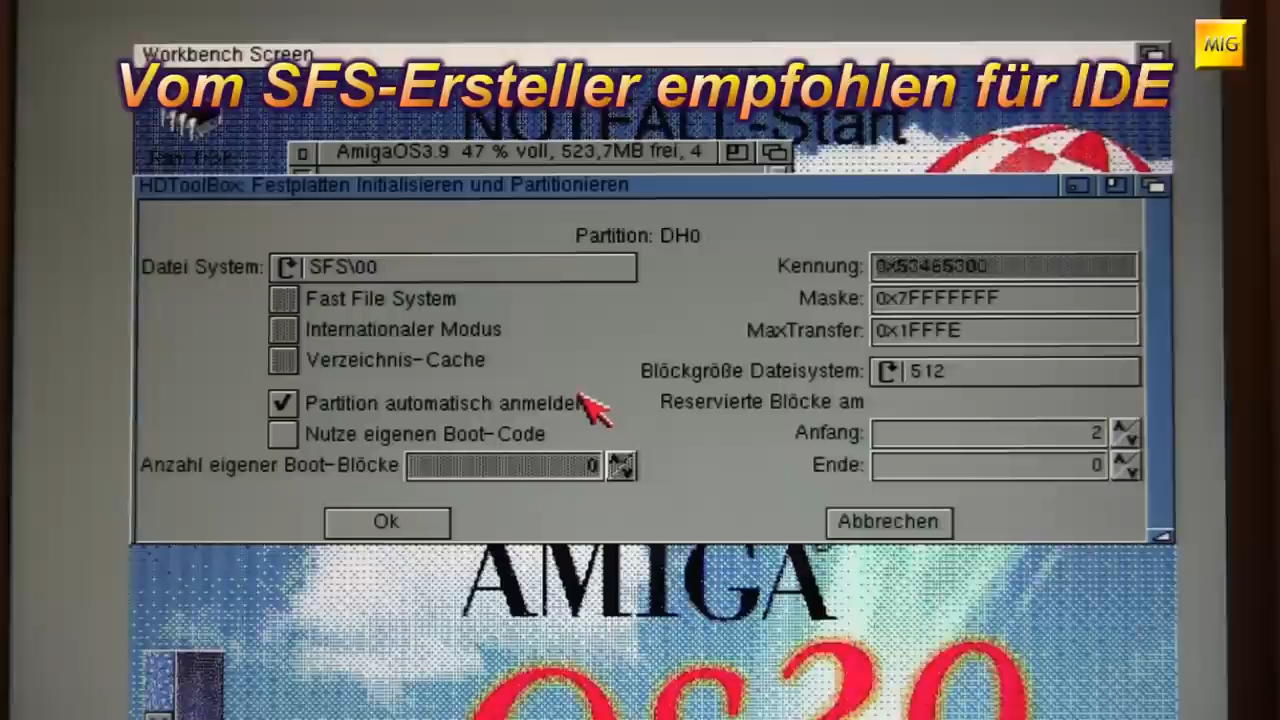 Workbench Screen
MIG
Vom SFS-Ersteller empfohlen für IDE
NOTFALL-Start
AmigaOS3.9 47 % voll, 523,7MB frei, 4
HDToolBox: Festplatten Initialisieren und Partitionieren
Partition: DH0
Datei System: SFS\00
Kennung: 0x53465300
Fast File System
Maske: 0x7FFFFFFF
Internationaler Modus
MaxTransfer: 0x1FFFE
Verzeichnis-Cache
Blöckgröße Dateisystem: 512
Partition automatisch anmelden
Reservierte Blöcke am
Nutze eigenen Boot-Code
Anfang: 2
Anzahl eigener Boot-Blöcke 0
Ende: 0
Ok
Abbrechen
AMIGA